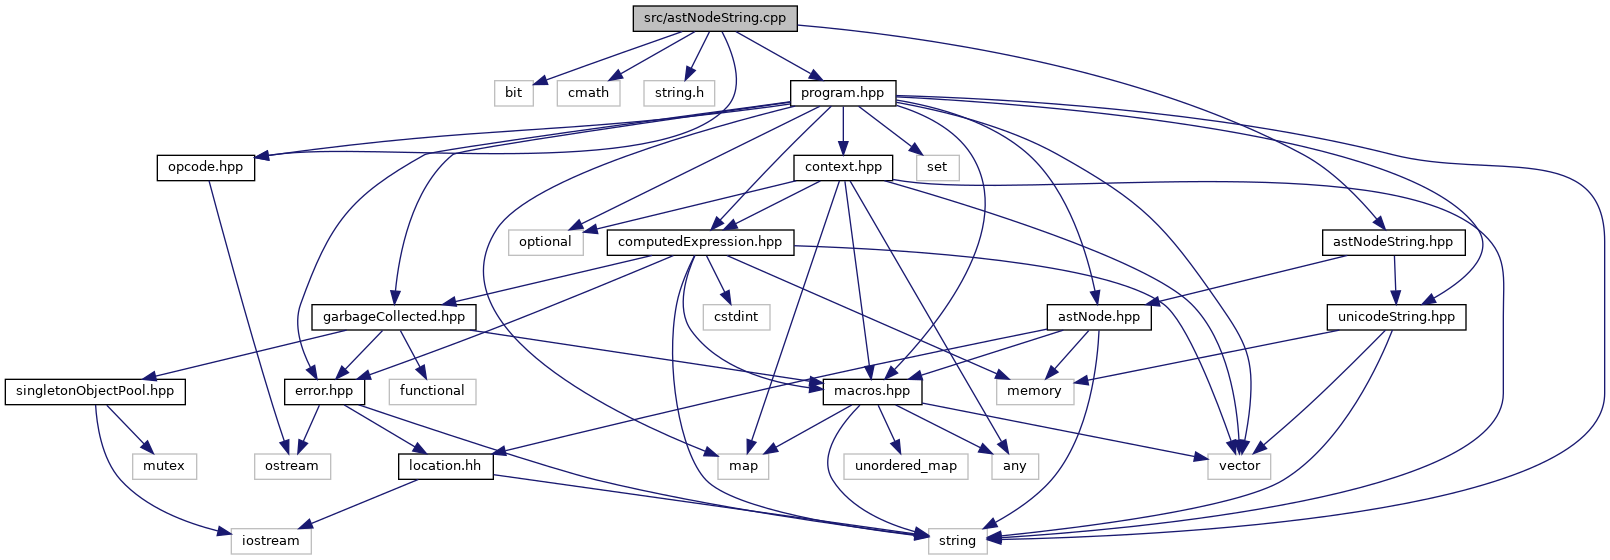 src/astNodeString.cpp
bit
cmath
string.h
program.hpp
opcode.hpp
context.hpp
set
optional
computedExpression.hpp
astNodeString.hpp
garbageCollected.hpp
cstdint
astNode.hpp
unicodeString.hpp
singletonObjectPool.hpp
error.hpp
functional
macros.hpp
memory
mutex
ostream
location.hh
map
unordered_map
any
vector
iostream
string